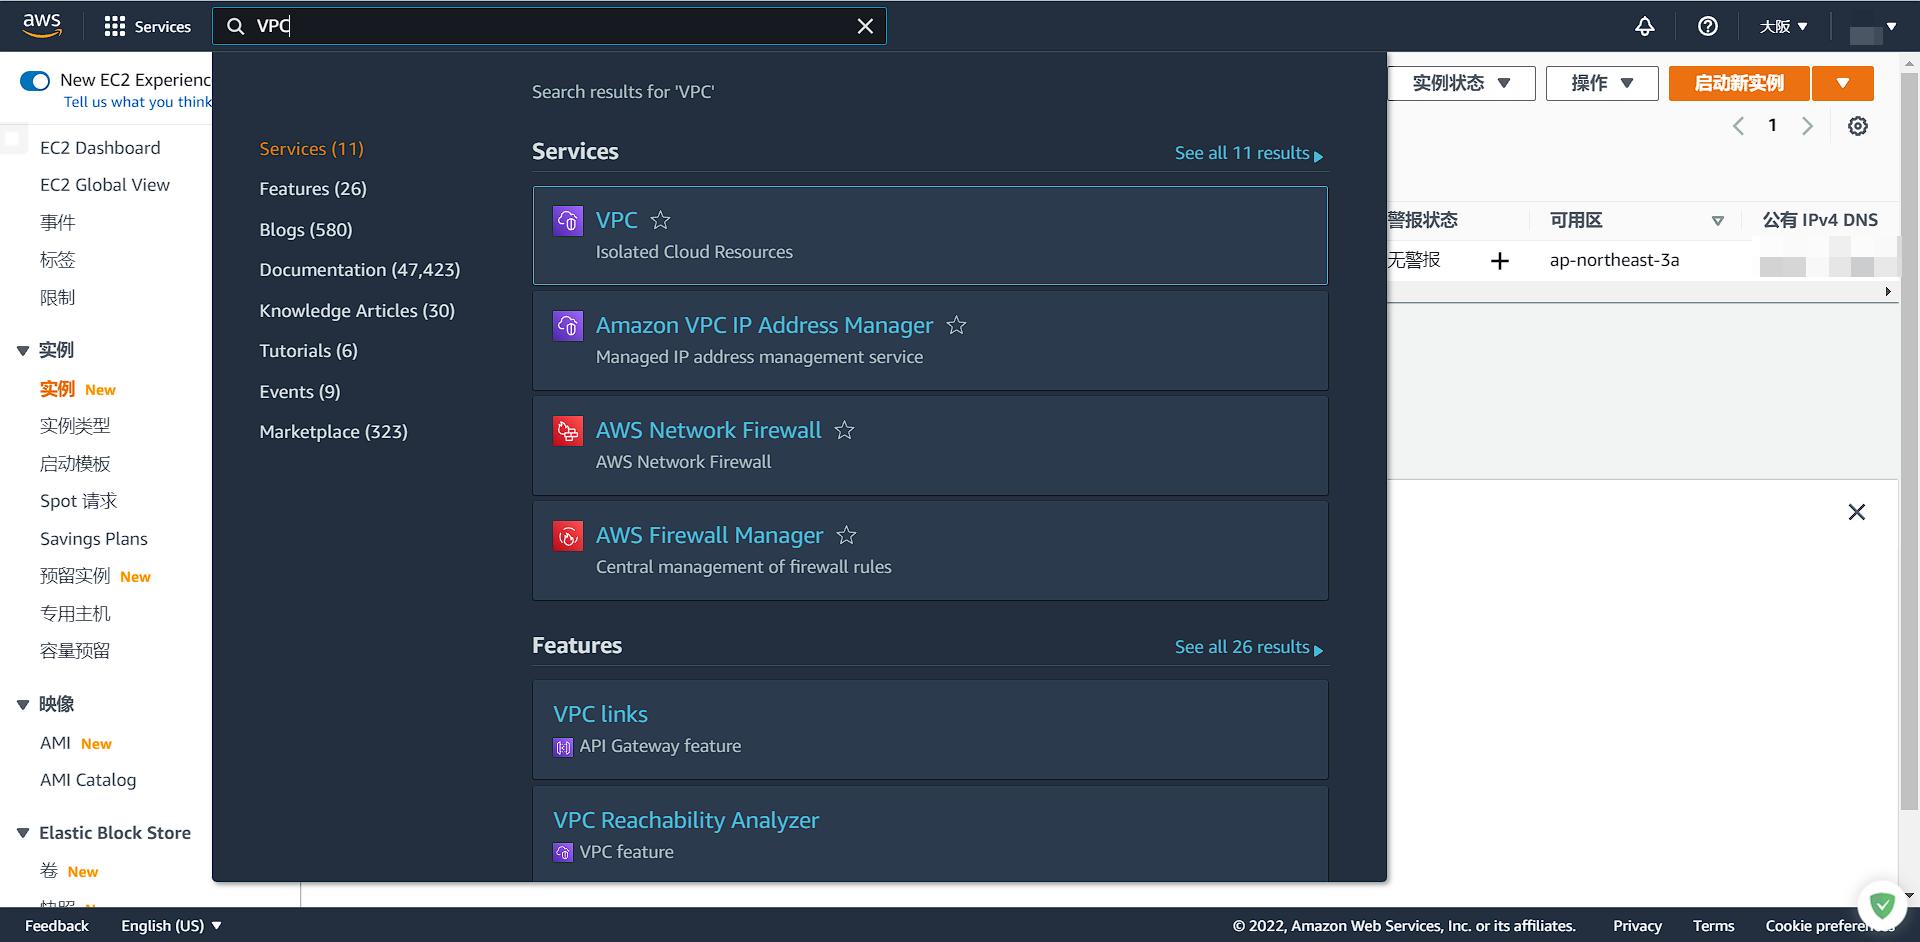 aws
Services
VPC
大阪
New EC2 Experienc
Tell us what you think
EC2 Dashboard
EC2 Global View
事件
标签
限制
实例
实例 New
实例类型
启动模板
Spot 请求
Savings Plans
预留实例 New
专用主机
容量预留
映像
AMI New
AMI Catalog
Elastic Block Store
卷 New
Search results for 'VPC'
Services (11)
Features (26)
Blogs (580)
Documentation (47,423)
Knowledge Articles (30)
Tutorials (6)
Events (9)
Marketplace (323)
Services
See all 11 results
VPC
Isolated Cloud Resources
Amazon VPC IP Address Manager
Managed IP address management service
AWS Network Firewall
AWS Network Firewall
AWS Firewall Manager
Central management of firewall rules
Features
See all 26 results
VPC links
API Gateway feature
VPC Reachability Analyzer
VPC feature
实例状态
操作
启动新实例
1
警报状态
可用区
公有 IPv4 DNS
无警报
ap-northeast-3a
Feedback
English (US)
© 2022, Amazon Web Services, Inc. or its affiliates.
Privacy
Terms
Cookie prefere